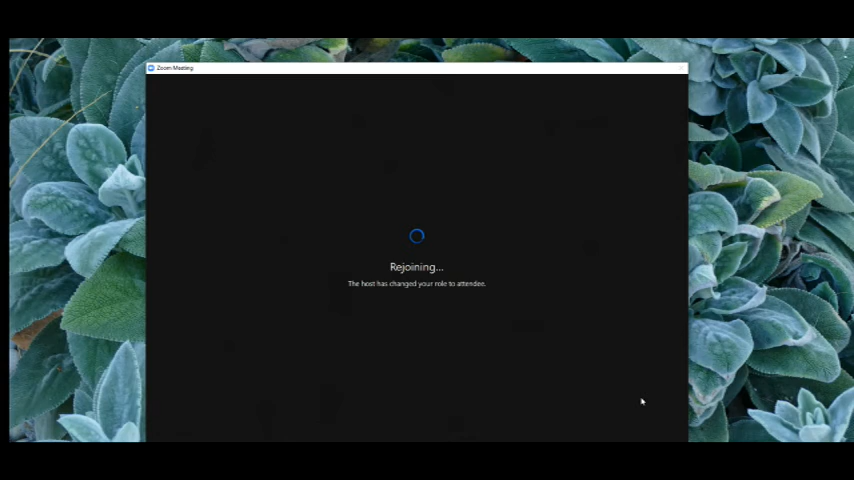 Zoom Meeting
Rejoining...
The host has changed your role to attendee.